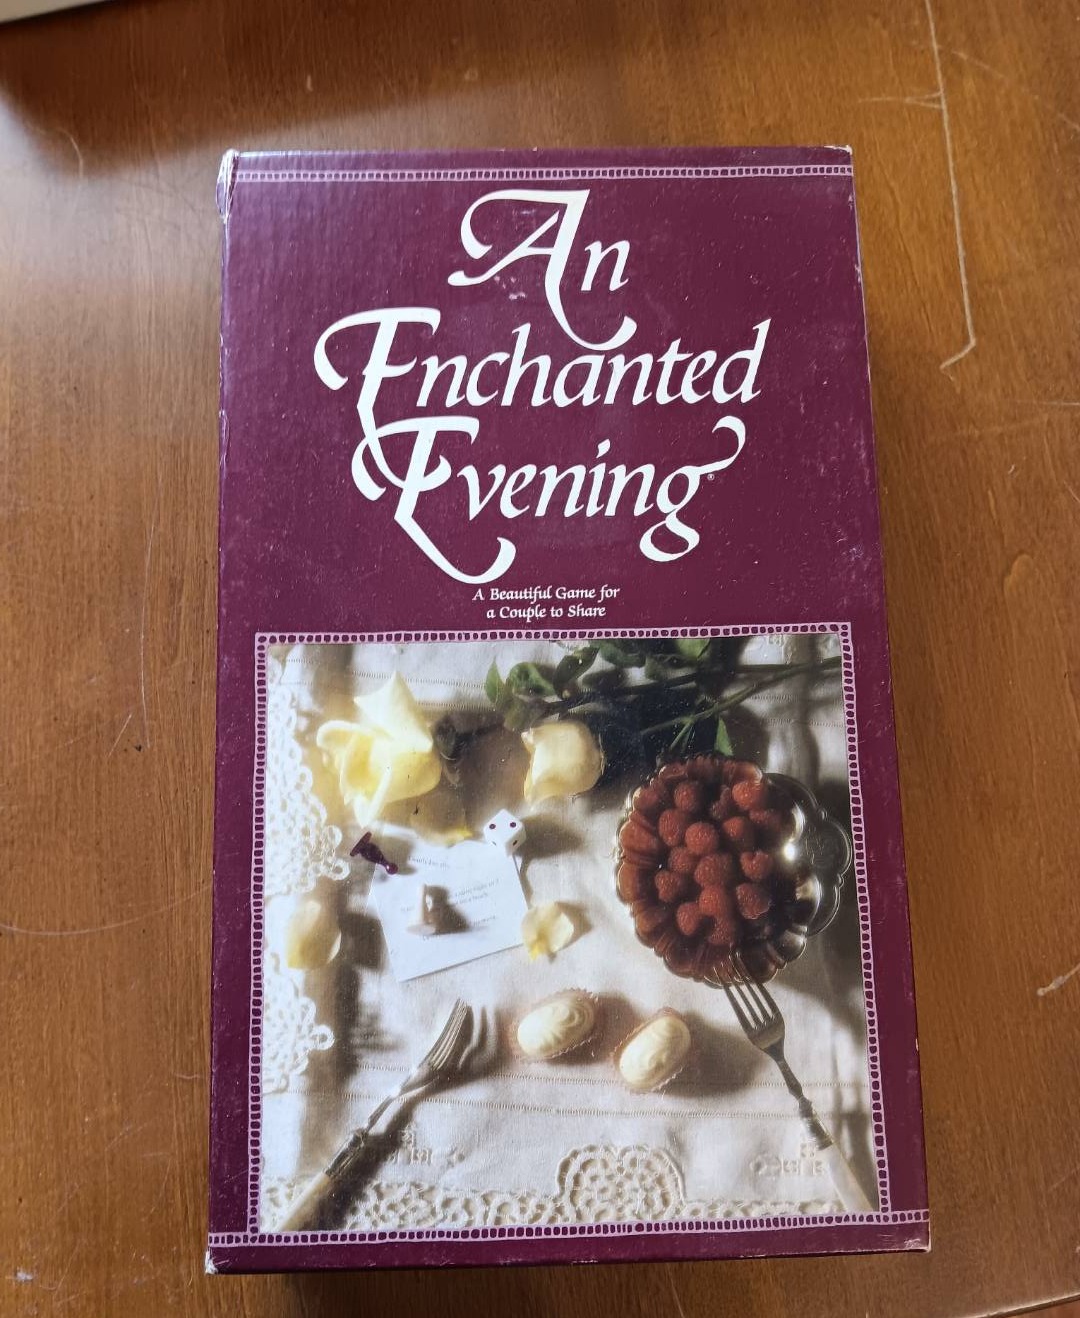 An
Enchanted
Evening®
A Beautiful Game for
a Couple to Share